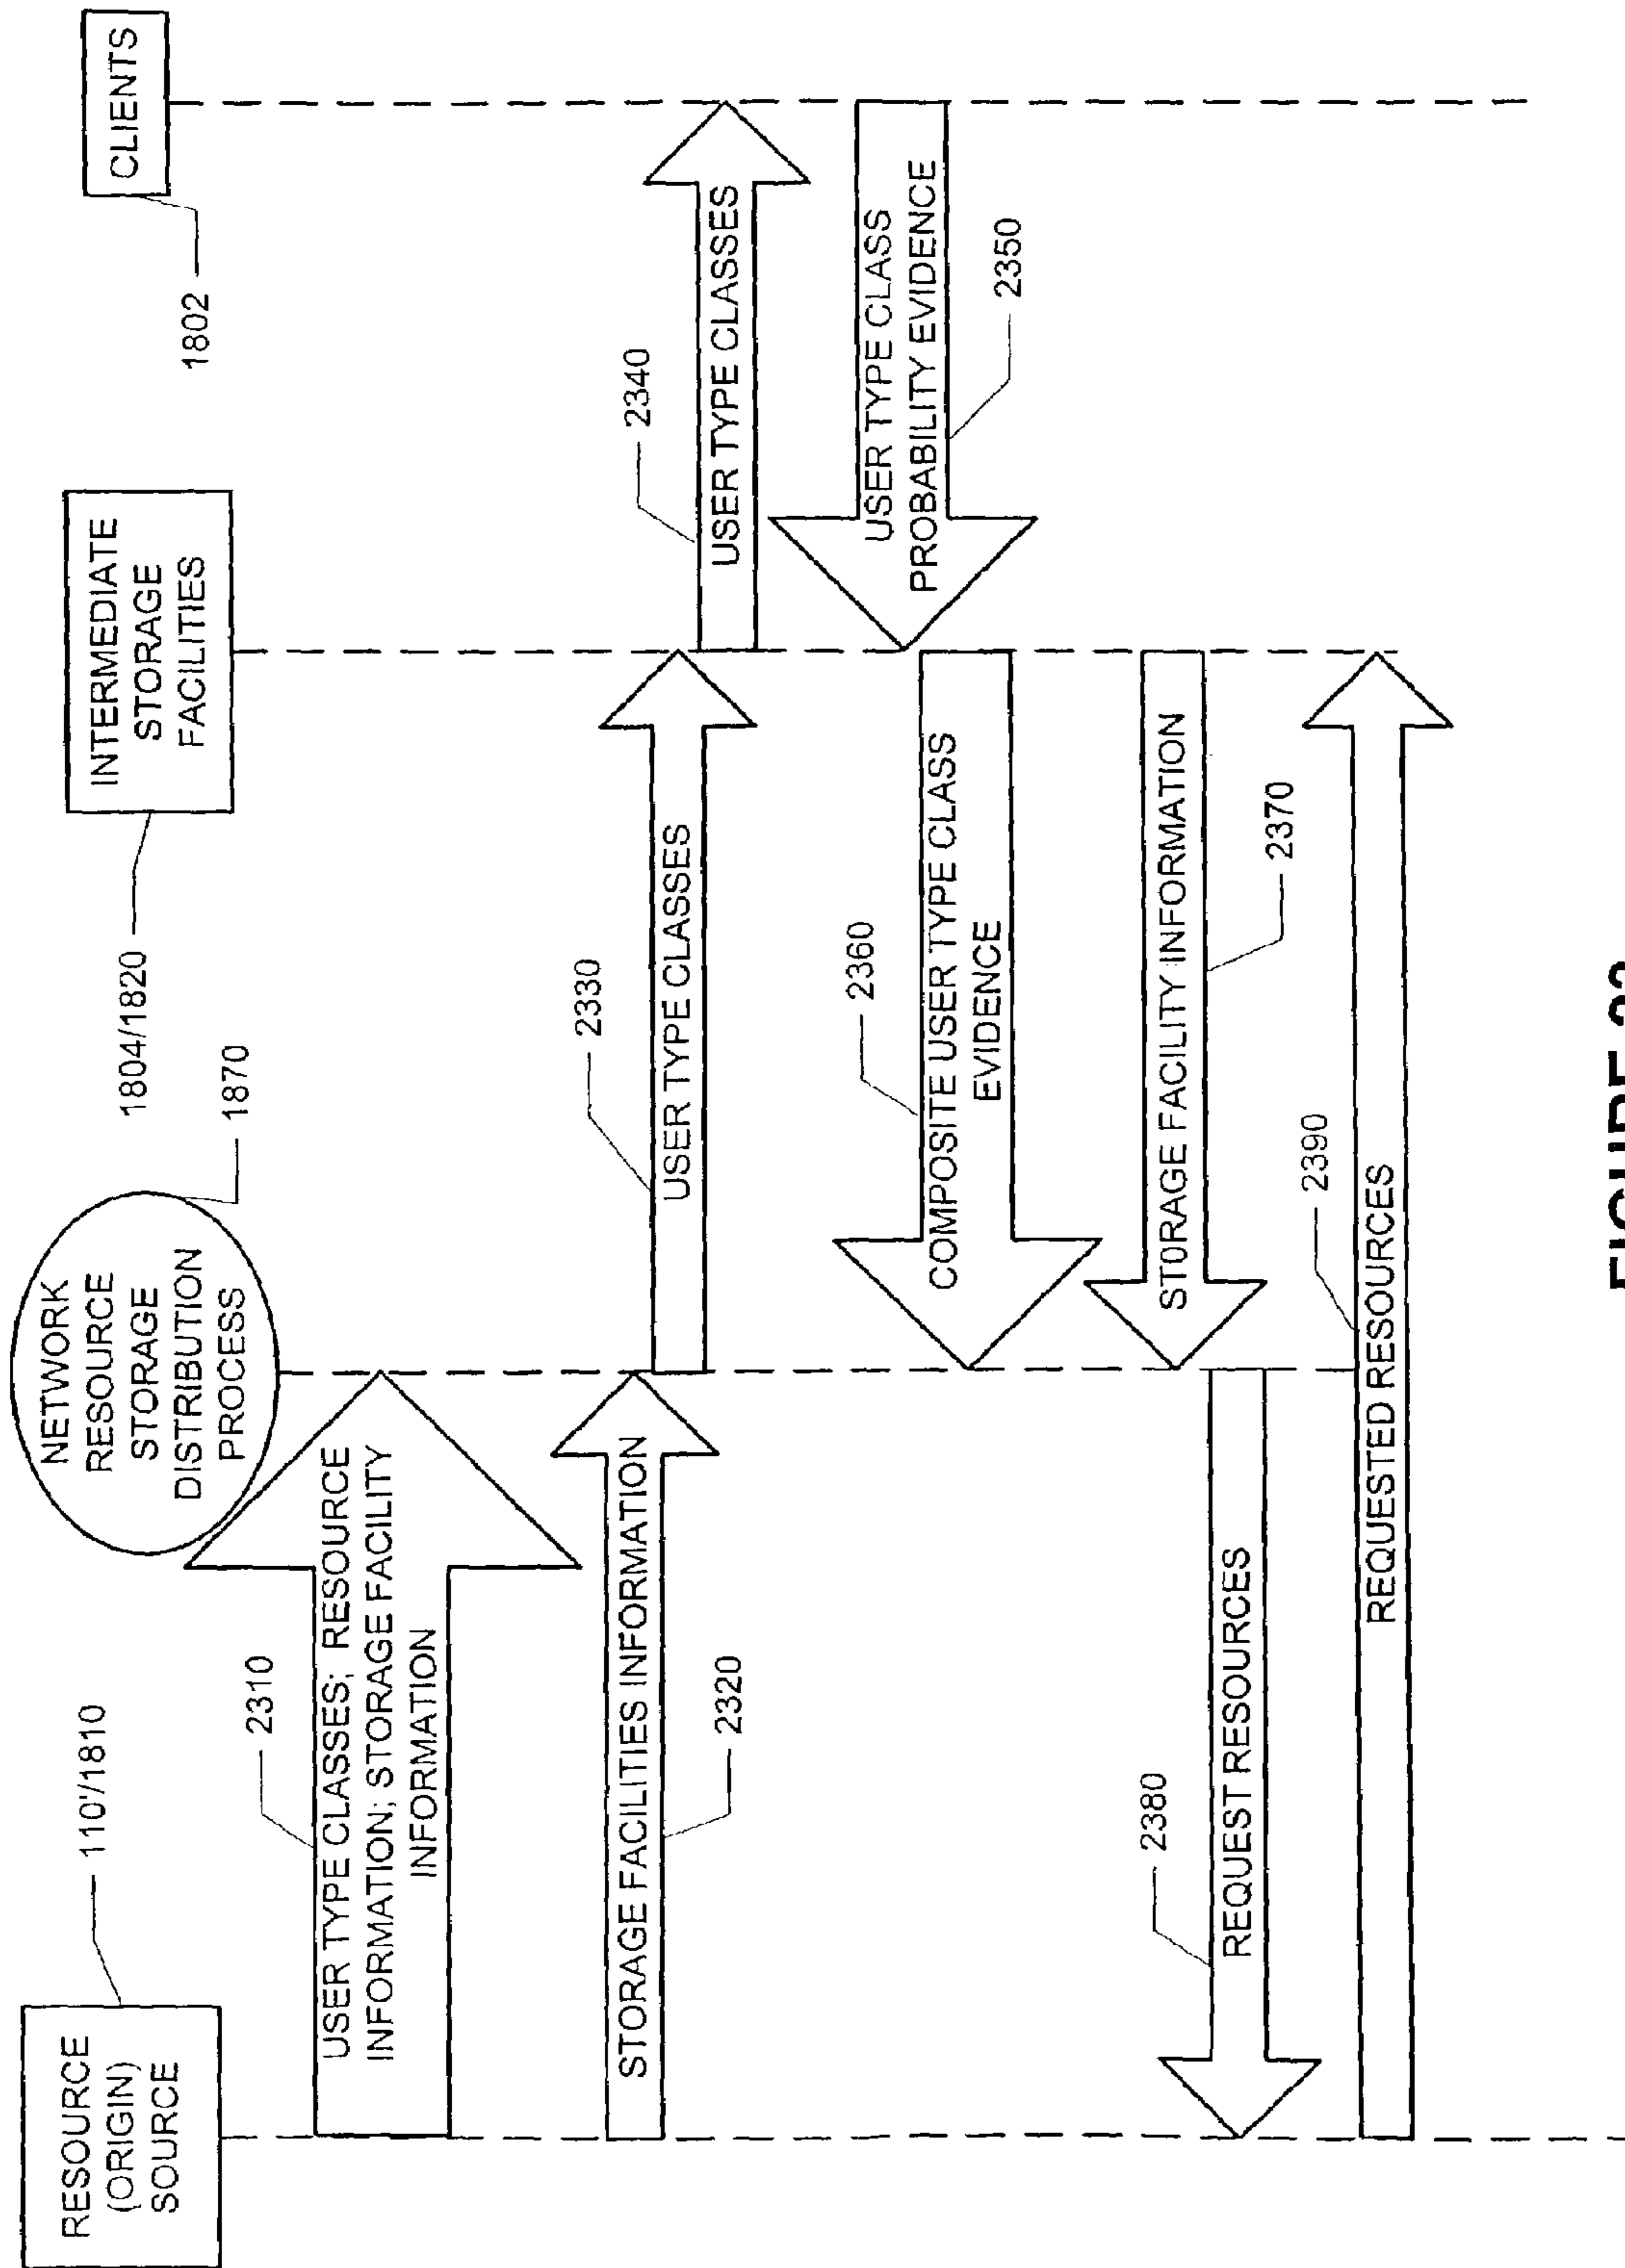 RESOURCE
(ORIGIN)
SOURCE
110'/1810
NETWORK
RESOURCE
STORAGE
DISTRIBUTION
PROCESS
1870
INTERMEDIATE
STORAGE
FACILITIES
1804/1820
CLIENTS
1802
2310
USER TYPE CLASSES; RESOURCE
INFORMATION; STORAGE FACILITY
INFORMATION
STORAGE FACILITIES INFORMATION
2320
2330
USER TYPE CLASSES
2340
USER TYPE CLASSES
USER TYPE CLASS
PROBABILITY EVIDENCE
2350
2360
COMPOSITE USER TYPE CLASS
EVIDENCE
STORAGE FACILITY INFORMATION
2370
2380
REQUEST RESOURCES
2390
REQUESTED RESOURCES
FIGURE